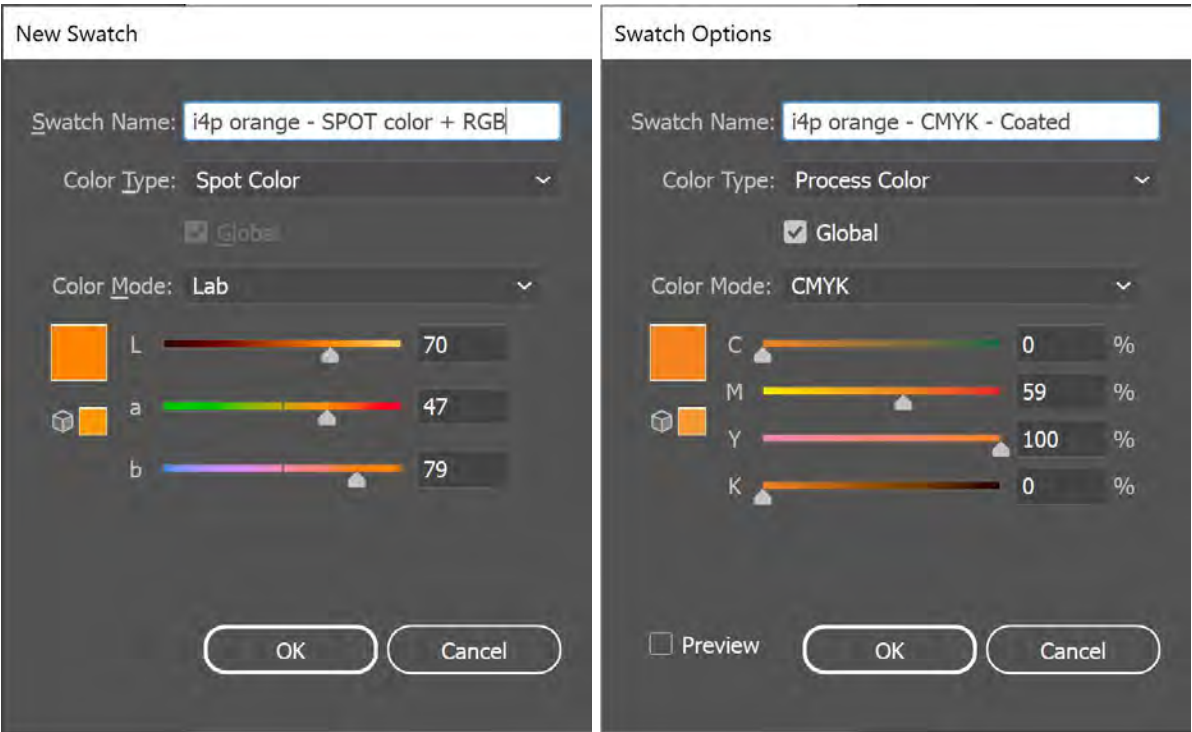 New Swatch
Swatch Name: i4p orange - SPOT color + RGB
Color Type: Spot Color
Global
Color Mode: Lab
L 70
a 47
b 79
OK Cancel
Swatch Options
Swatch Name: i4p orange - CMYK - Coated
Color Type: Process Color
Global
Color Mode: CMYK
C 0 %
M 59 %
Y 100 %
K 0 %
Preview OK Cancel